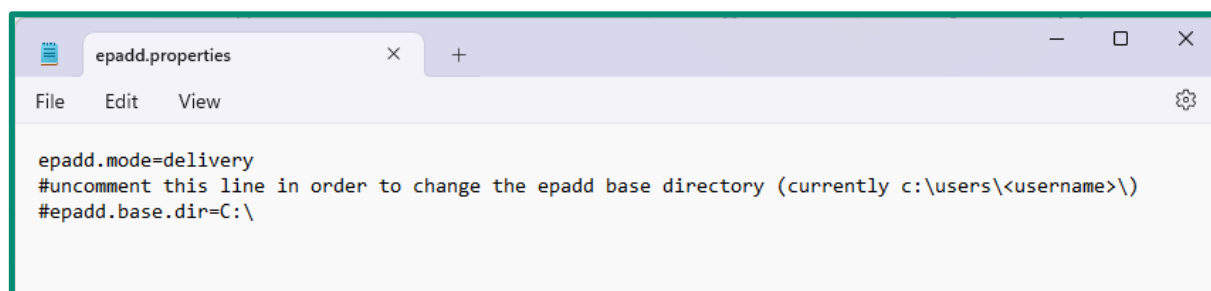 epadd.properties
File Edit View
epadd.mode=delivery
#uncomment this line in order to change the epadd base directory (currently c:\users\<username>\)
#epadd.base.dir=C:\